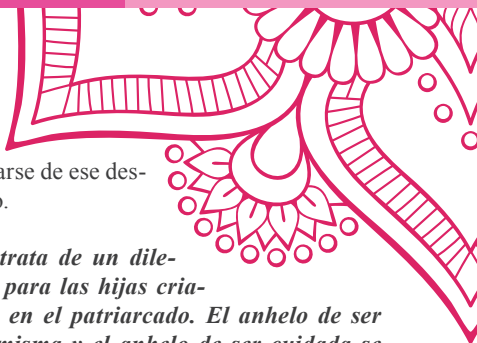 arse de ese des-
o.
trata de un dile-
para las hijas cria-
en el patriarcado. El anhelo de ser
misma y el anhelo de ser cuidada se